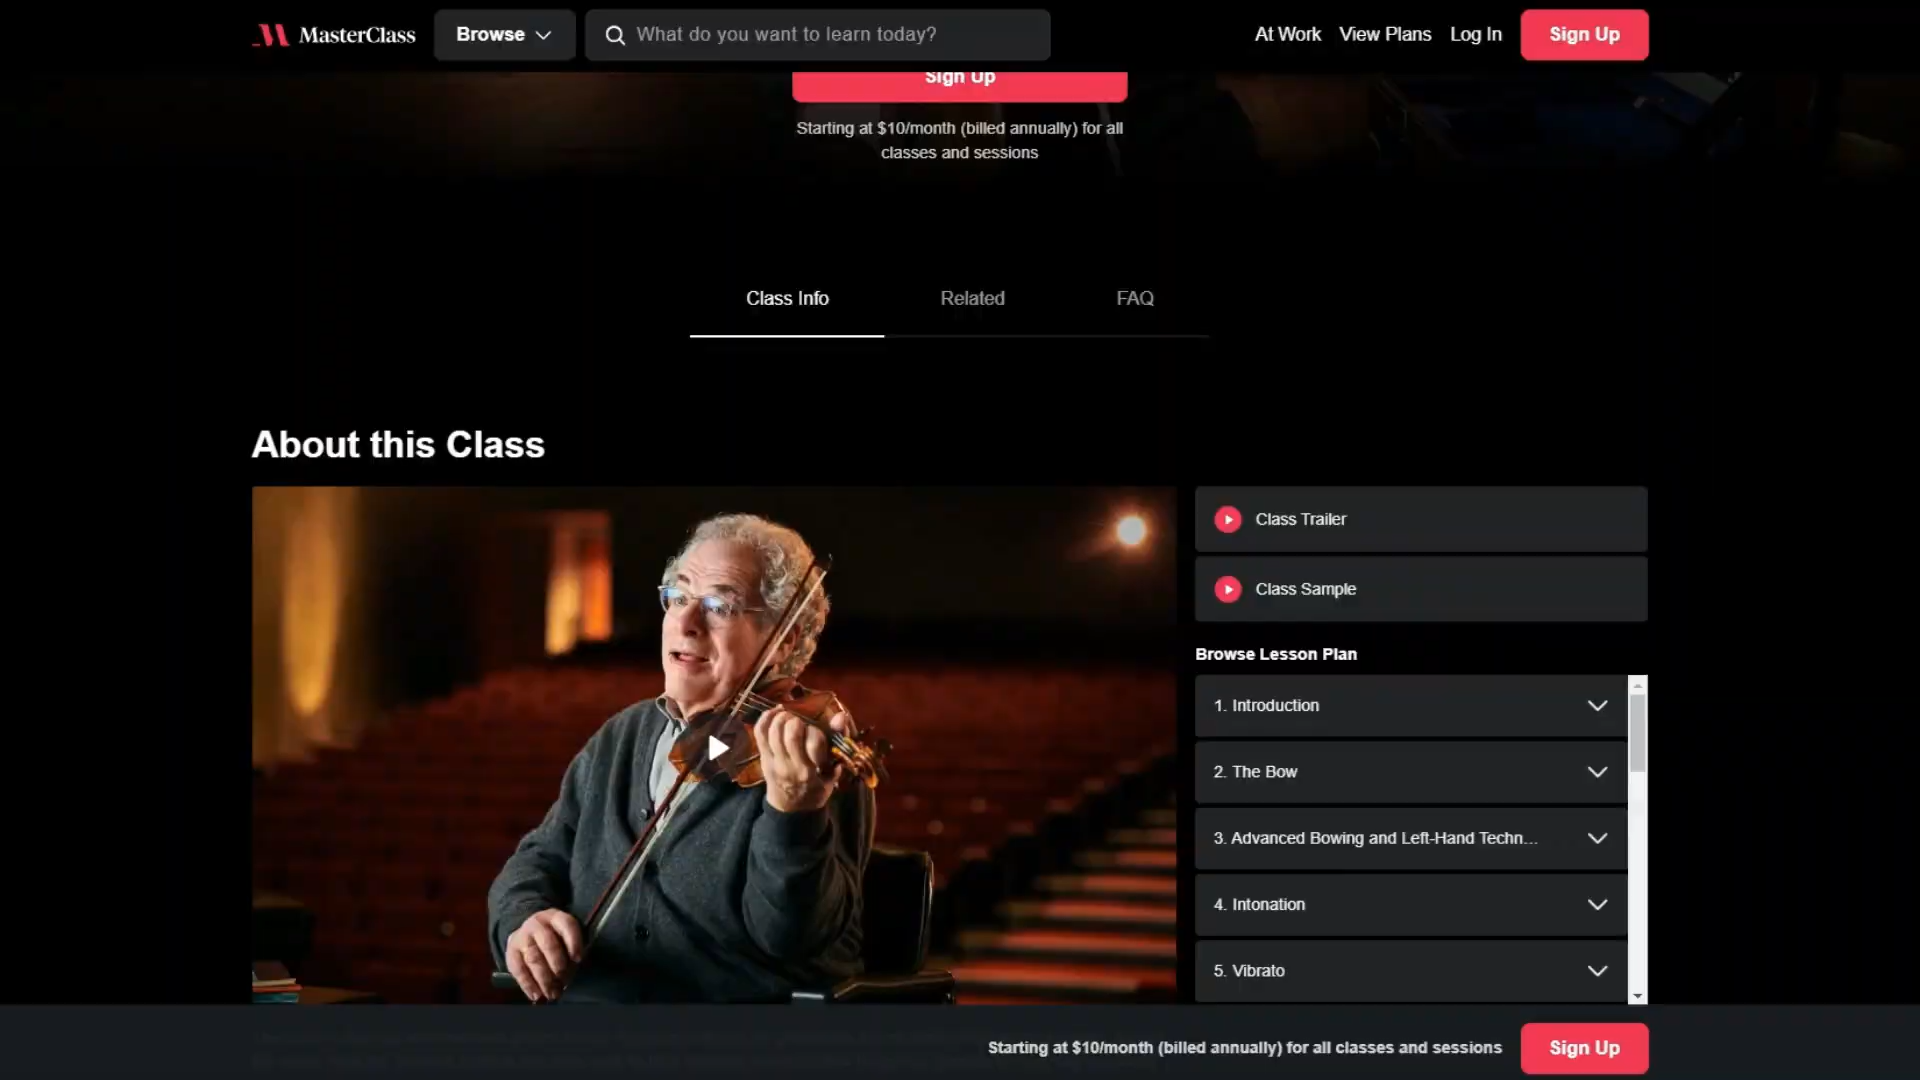 MasterClass
Browse
What do you want to learn today?
At Work
View Plans
Log In
Sign Up
Sign Up
Starting at $10/month (billed annually) for all
classes and sessions
Class Info
Related
FAQ
About this Class
Class Trailer
Class Sample
Browse Lesson Plan
1. Introduction
2. The Bow
3. Advanced Bowing and Left-Hand Techn...
4. Intonation
5. Vibrato
Starting at $10/month (billed annually) for all classes and sessions
Sign Up